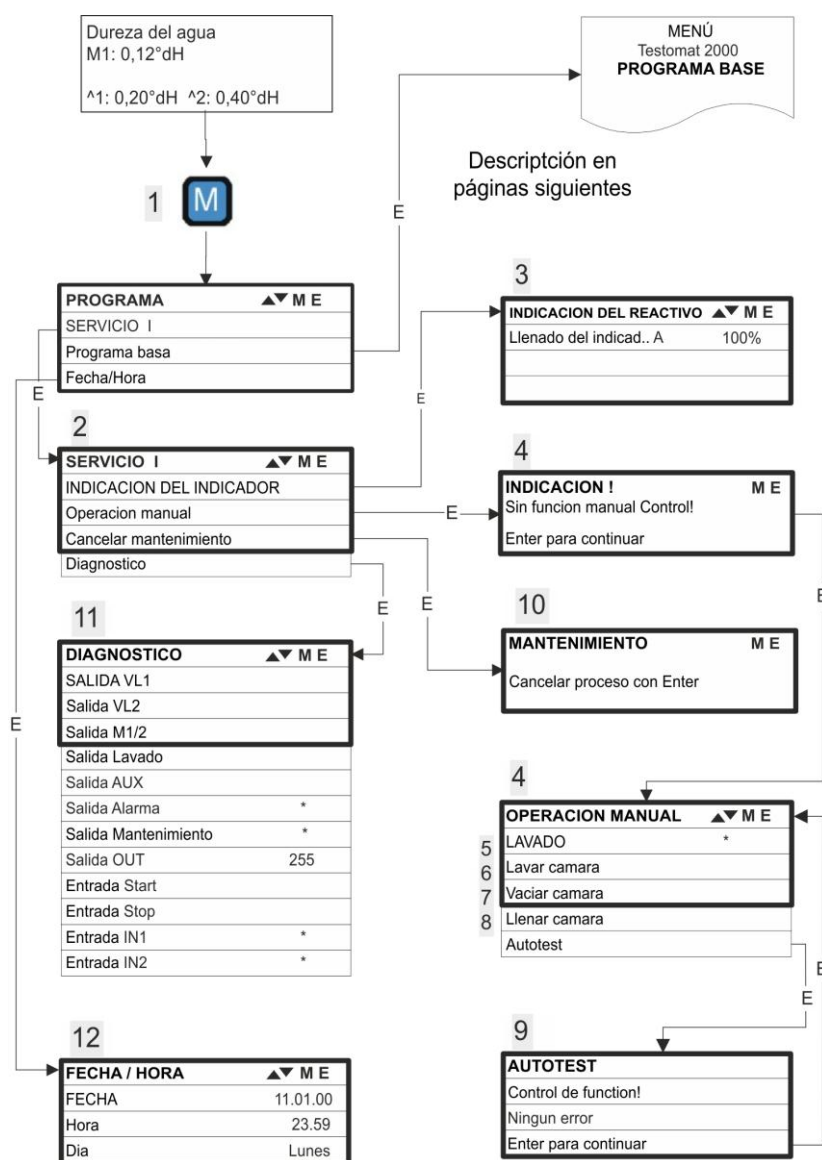 Dureza del agua
M1: 0,12°dH
^1: 0,20°dH ^2: 0,40°dH
MENÚ
Testomat 2000
PROGRAMA BASE
Descriptción en
páginas siguientes
1
M
E
PROGRAMA ▲▼ M E
SERVICIO I
Programa basa
Fecha/Hora
E
2
SERVICIO I ▲▼ M E
INDICACION DEL INDICADOR
Operacion manual
Cancelar mantenimiento
Diagnostico
3
INDICACION DEL REACTIVO ▲▼ M E
Llenado del indicad.. A 100%
E
4
INDICACION ! M E
Sin funcion manual Control!
Enter para continuar
E
E
E
E
10
MANTENIMIENTO M E
Cancelar proceso con Enter
11
DIAGNOSTICO ▲▼ M E
SALIDA VL1
Salida VL2
Salida M1/2
Salida Lavado
Salida AUX
Salida Alarma *
Salida Mantenimiento *
Salida OUT 255
Entrada Start
Entrada Stop
Entrada IN1 *
Entrada IN2 *
E
4
OPERACION MANUAL ▲▼ M E
5 LAVADO *
6 Lavar camara
7 Vaciar camara
8 Llenar camara
Autotest
E
E
9
AUTOTEST
Control de function!
Ningun error
Enter para continuar
12
FECHA / HORA ▲▼ M E
FECHA 11.01.00
Hora 23.59
Dia Lunes